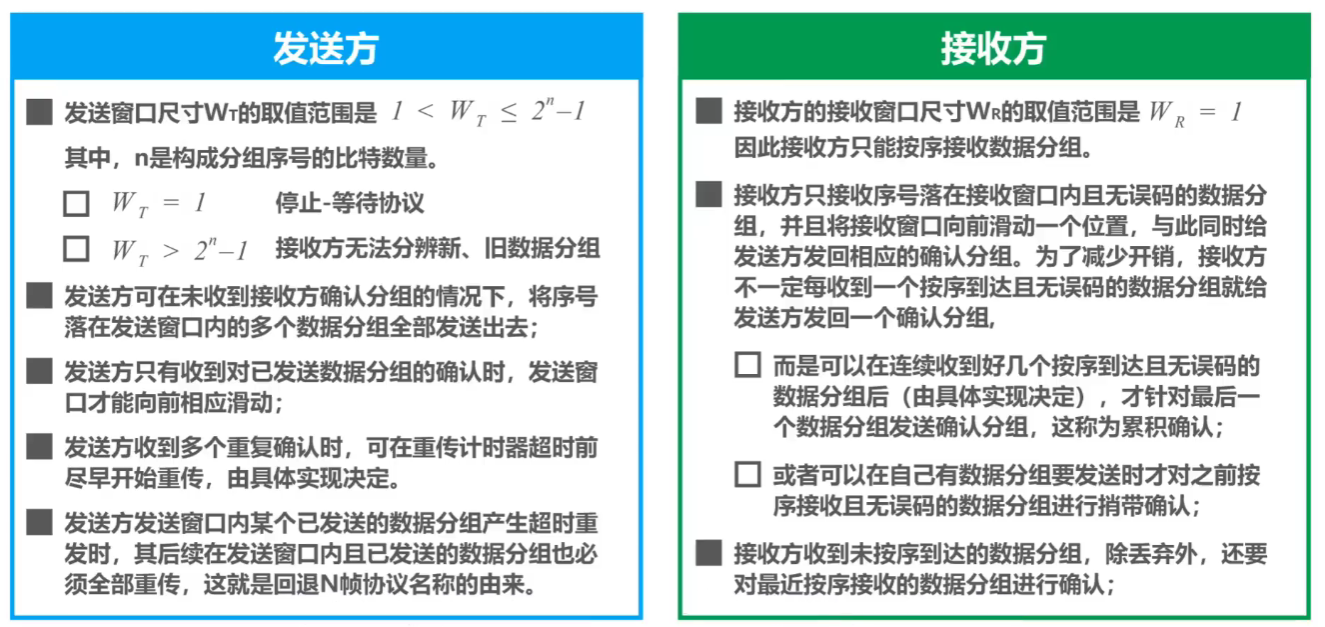 发送方
发送窗口尺寸WT的取值范围是 1 < W_T ≤ 2^n–1
其中，n是构成分组序号的比特数量。
W_T = 1 停止-等待协议
W_T > 2^n–1 接收方无法分辨新、旧数据分组
发送方可在未收到接收方确认分组的情况下，将序号
落在发送窗口内的多个数据分组全部发送出去；
发送方只有收到对已发送数据分组的确认时，发送窗
口才能向前相应滑动；
发送方收到多个重复确认时，可在重传计时器超时前
尽早开始重传，由具体实现决定。
发送方发送窗口内某个已发送的数据分组产生超时重
发时，其后续在发送窗口内且已发送的数据分组也必
须全部重传，这就是回退N帧协议名称的由来。
接收方
接收方的接收窗口尺寸WR的取值范围是 W_R = 1
因此接收方只能按序接收数据分组。
接收方只接收序号落在接收窗口内且无误码的数据分
组，并且将接收窗口向前滑动一个位置，与此同时给
发送方发回相应的确认分组。为了减少开销，接收方
不一定每收到一个按序到达且无误码的数据分组就给
发送方发回一个确认分组,
而是可以在连续收到好几个按序到达且无误码的
数据分组后（由具体实现决定），才针对最后一
个数据分组发送确认分组，这称为累积确认；
或者可以在自己有数据分组要发送时才对之前按
序接收且无误码的数据分组进行捎带确认；
接收方收到未按序到达的数据分组，除丢弃外，还要
对最近按序接收的数据分组进行确认；